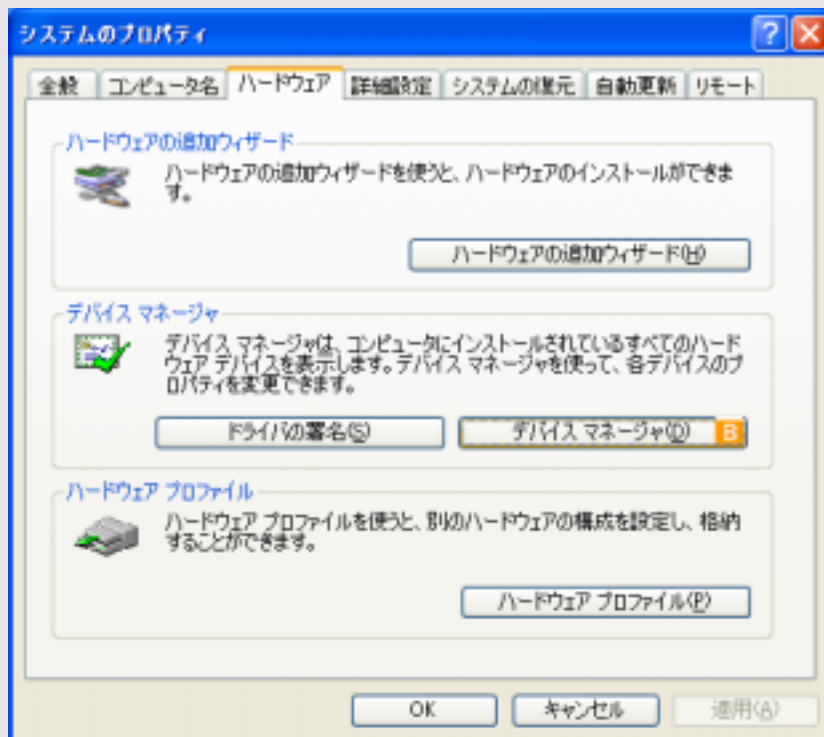 システムのプロパティ
全般 コンピュータ名 ハードウェア 詳細設定 システムの復元 自動更新 リモート
ハードウェアの追加ウィザード
ハードウェアの追加ウィザードを使うと、ハードウェアのインストールができま
す。
ハードウェアの追加ウィザード(H)
デバイス マネージャ
デバイス マネージャは、コンピュータにインストールされているすべてのハード
ウェア デバイスを表示します。デバイス マネージャを使って、各デバイスのプ
ロパティを変更できます。
ドライバの署名(S) デバイス マネージャ(D) B
ハードウェア プロファイル
ハードウェア プロファイルを使うと、別のハードウェアの構成を設定し、格納
することができます。
ハードウェア プロファイル(P)
OK キャンセル 適用(A)